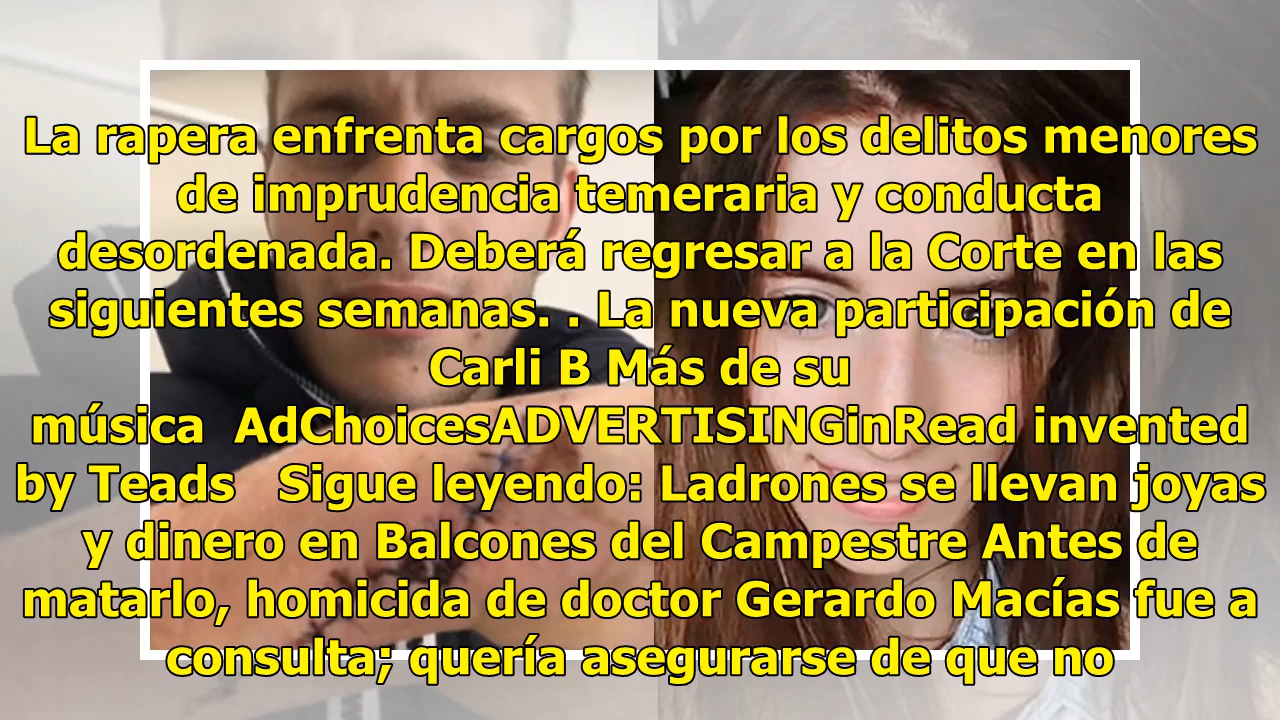 La rapera enfrenta cargos por los delitos menores
de imprudencia temeraria y conducta
desordenada. Deberá regresar a la Corte en las
siguientes semanas. . La nueva participación de
Carli B Más de su
música  AdChoicesADVERTISINGinRead invented
by Teads   Sigue leyendo: Ladrones se llevan joyas
y dinero en Balcones del Campestre Antes de
matarlo, homicida de doctor Gerardo Macías fue a
consulta; quería asegurarse de que no